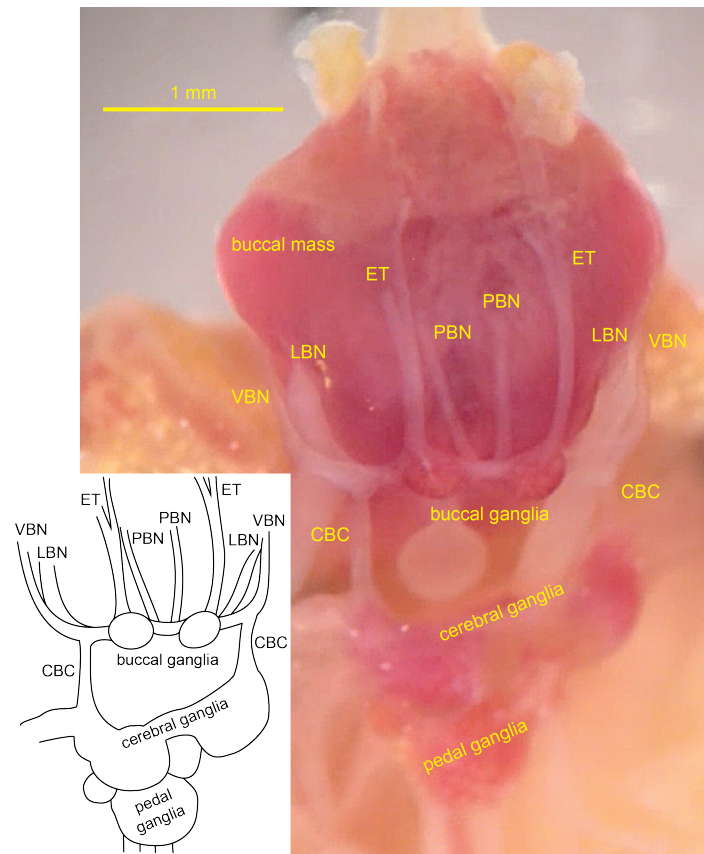 1 mm
buccal mass
ET
ET
PBN
PBN
LBN
LBN
VBN
VBN
CBC
buccal ganglia
CBC
cerebral ganglia
pedal ganglia
ET
ET
VBN
PBN
VBN
LBN
PBN
LBN
CBC
buccal ganglia
CBC
cerebral ganglia
pedal
ganglia